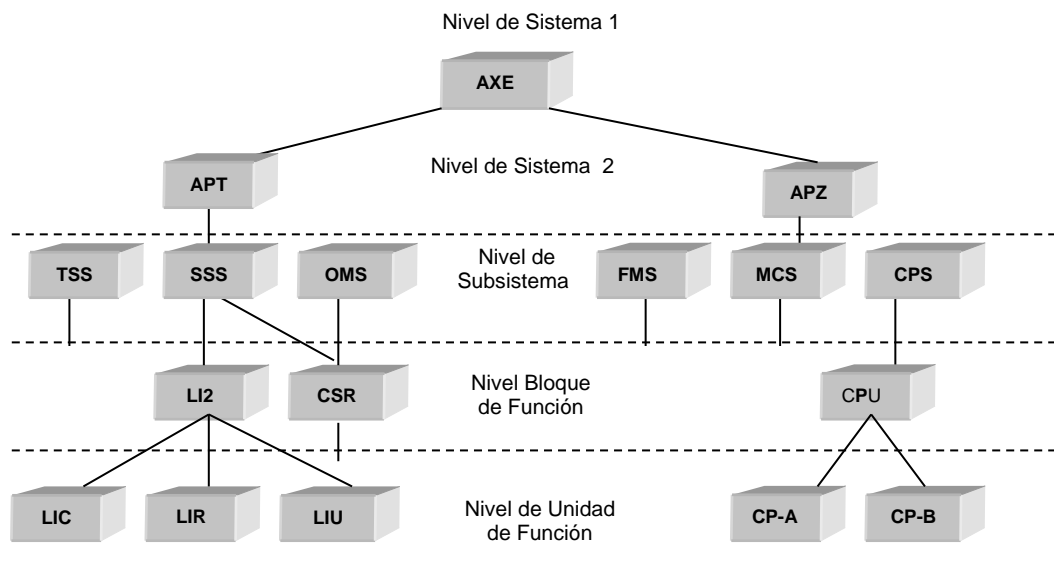 Nivel de Sistema 1
AXE
Nivel de Sistema 2
APT
APZ
Nivel de
Subsistema
TSS
SSS
OMS
FMS
MCS
CPS
Nivel Bloque
de Función
LI2
CSR
CPU
Nivel de Unidad
de Función
LIC
LIR
LIU
CP-A
CP-B